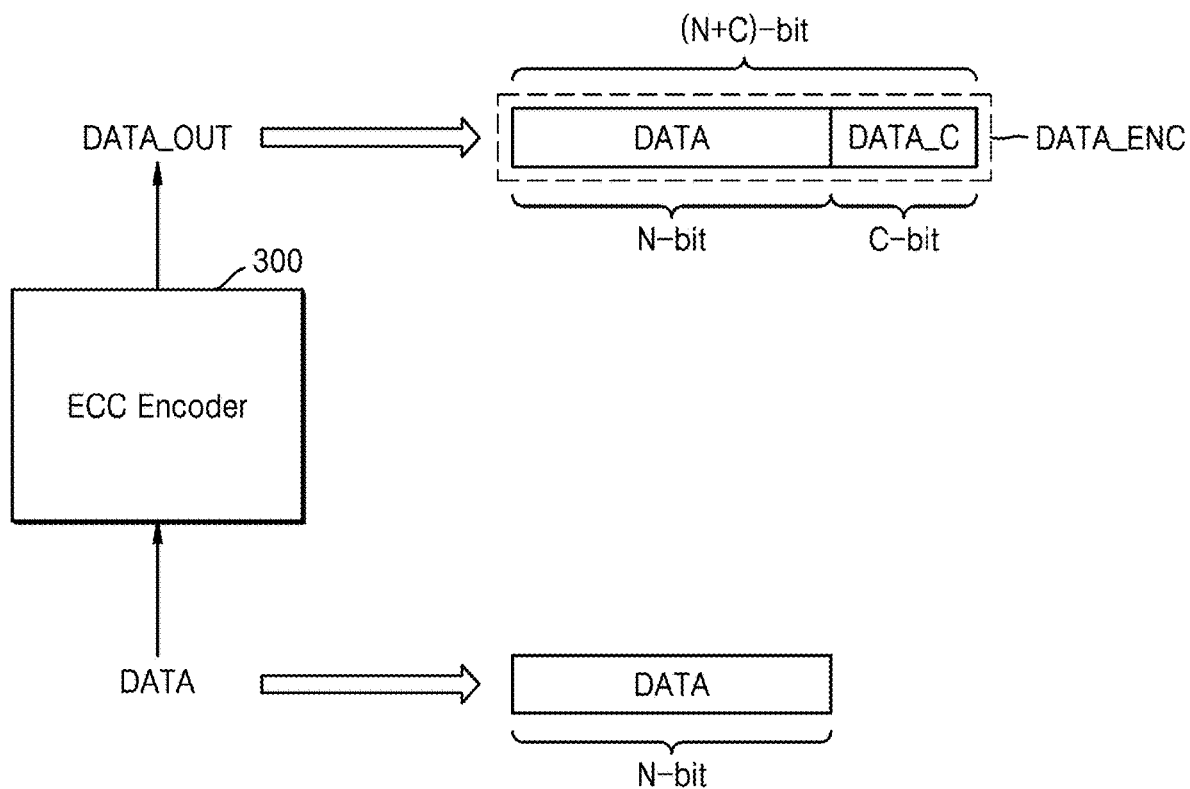 (N+C)-bit
DATA_OUT
DATA
DATA_C
DATA_ENC
N-bit
C-bit
300
ECC Encoder
DATA
DATA
N-bit